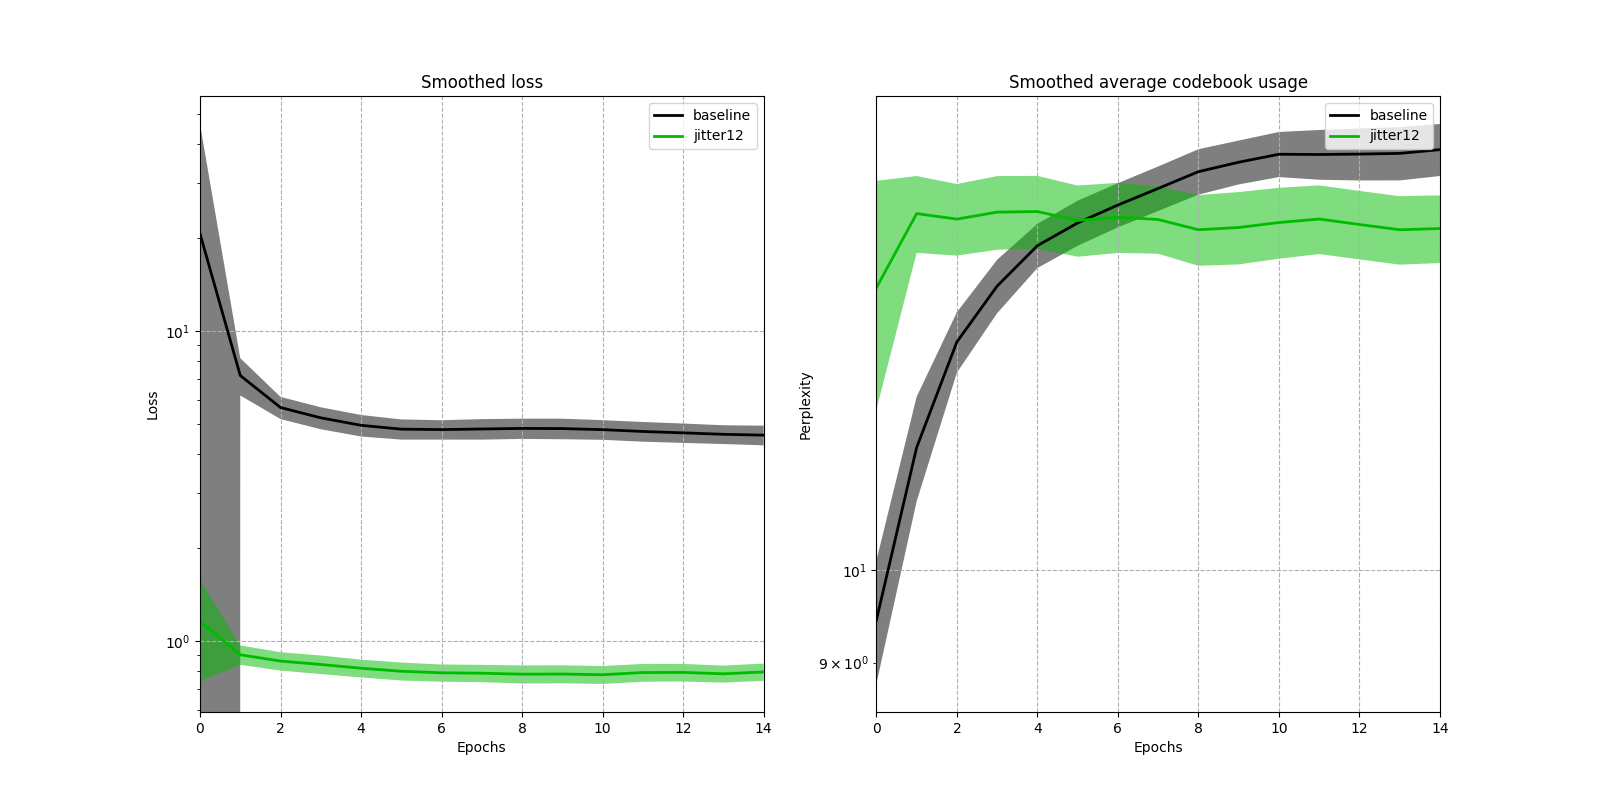 Smoothed loss
baseline
jitter12
10¹
10⁰
Loss
0 2 4 6 8 10 12 14
Epochs
Smoothed average codebook usage
baseline
jitter12
10¹
9 × 10⁰
Perplexity
0 2 4 6 8 10 12 14
Epochs